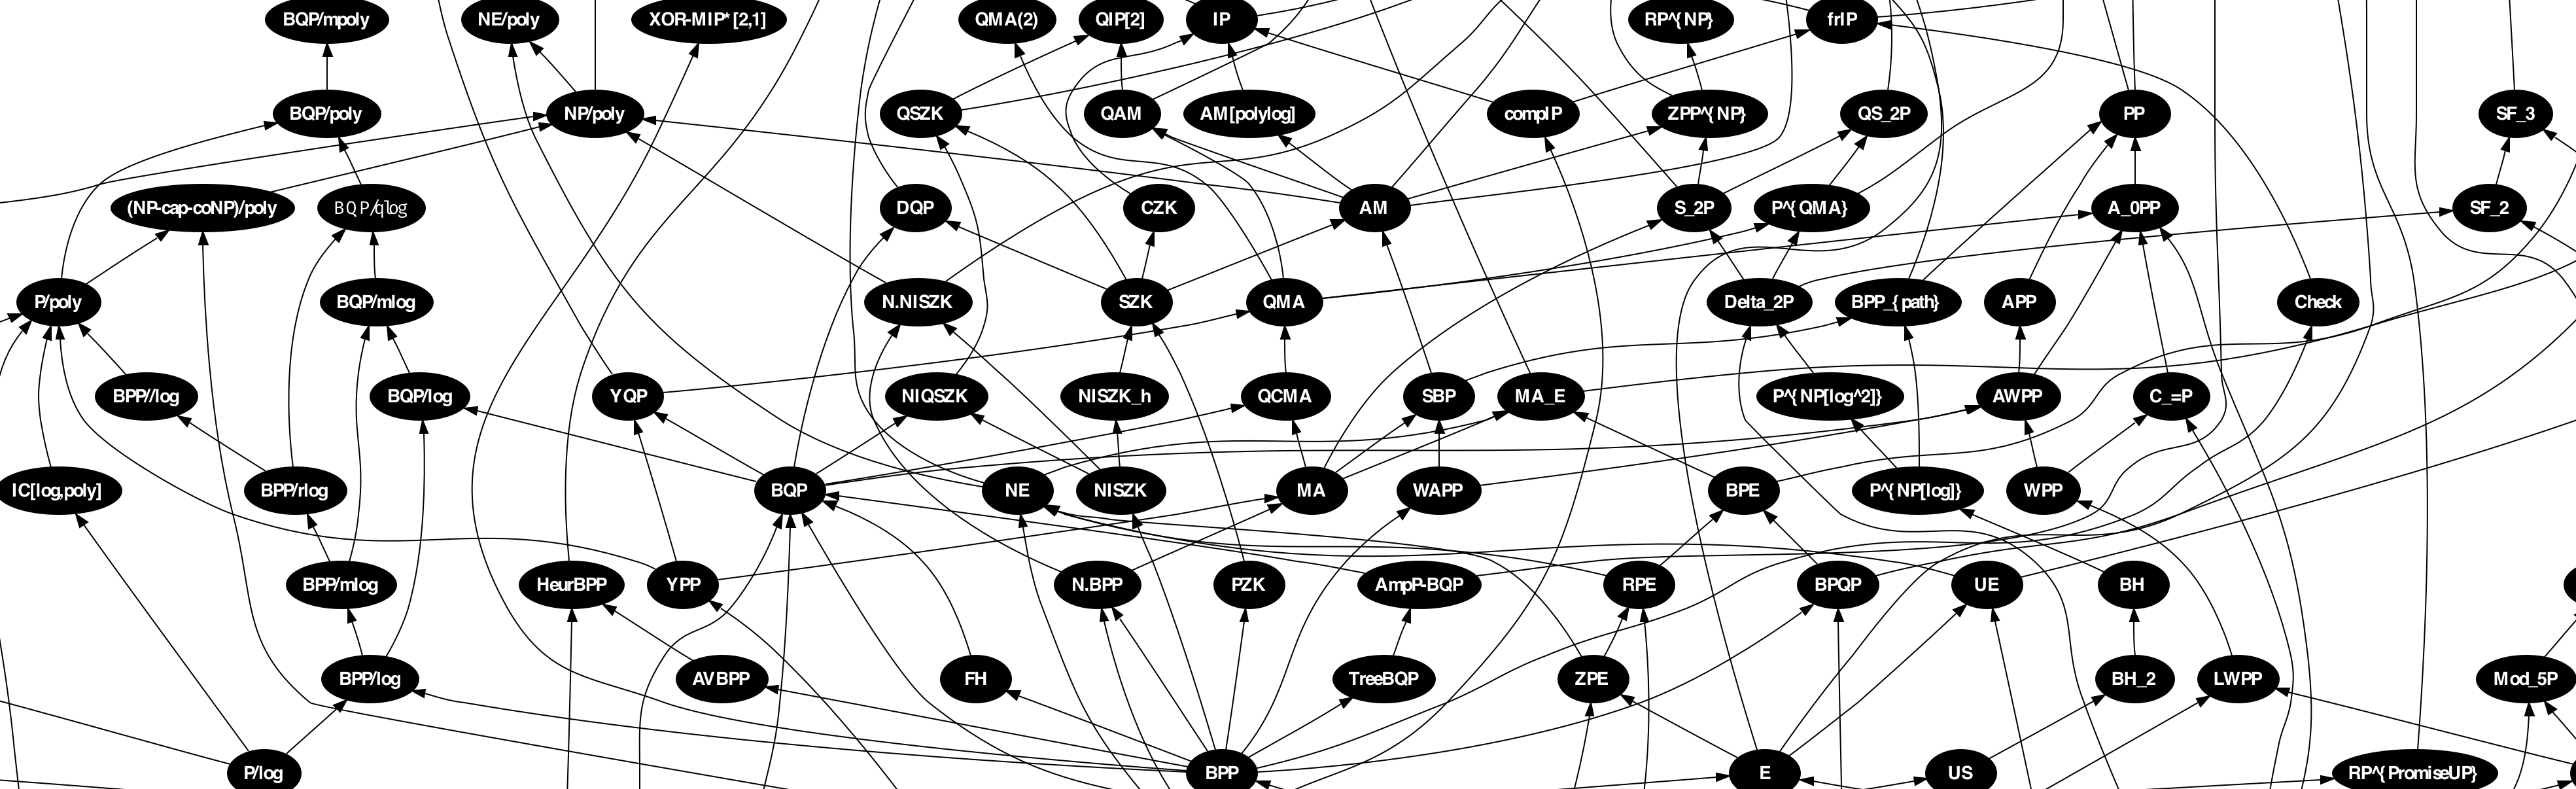 BQP/mpoly NE/poly XOR-MIP*[2,1] QMA(2) QIP[2] IP RP^{NP} frIP
BQP/poly NP/poly QSZK QAM AM[polylog] compIP ZPP^{NP} QS_2P PP SF_3
(NP-cap-coNP)/poly BQP/qlog DQP CZK AM S_2P P^{QMA} A_0PP SF_2
P/poly BQP/mlog N.NISZK SZK QMA Delta_2P BPP_{path} APP Check
BPP//log BQP/log YQP NIQSZK NISZK_h QCMA SBP MA_E P^{NP[log^2]} AWPP C_=P
IC[log,poly] BPP/rlog BQP NE NISZK MA WAPP BPE P^{NP[log]} WPP
BPP/mlog HeurBPP YPP N.BPP PZK AmpP-BQP RPE BPQP UE BH
BPP/log AVBPP FH TreeBQP ZPE BH_2 LWPP Mod_5P
P/log BPP E US RP^{PromiseUP}